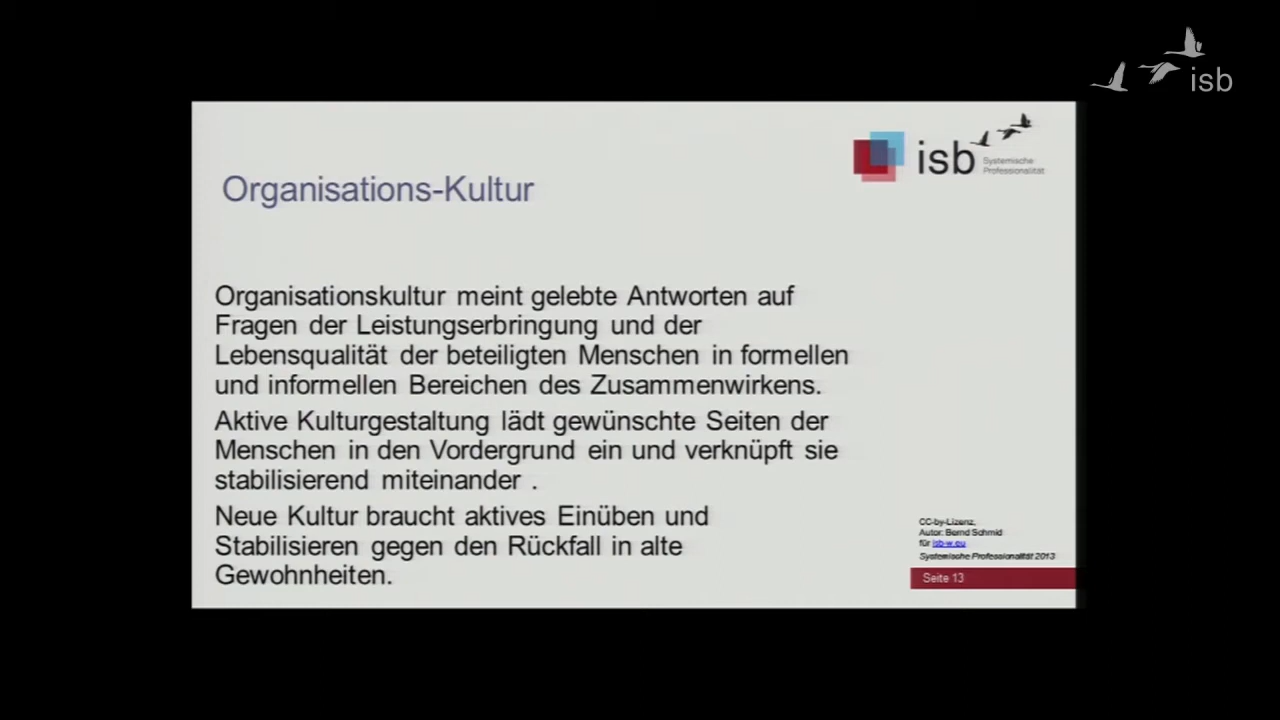 isb
isb
Systemische
Professionalität
Organisations-Kultur
Organisationskultur meint gelebte Antworten auf
Fragen der Leistungserbringung und der
Lebensqualität der beteiligten Menschen in formellen
und informellen Bereichen des Zusammenwirkens.
Aktive Kulturgestaltung lädt gewünschte Seiten der
Menschen in den Vordergrund ein und verknüpft sie
stabilisierend miteinander .
Neue Kultur braucht aktives Einüben und
Stabilisieren gegen den Rückfall in alte
Gewohnheiten.
CC-by-Lizenz,
Autor: Bernd Schmid
für isb-w.eu
Systemische Professionalität 2013
Seite 13